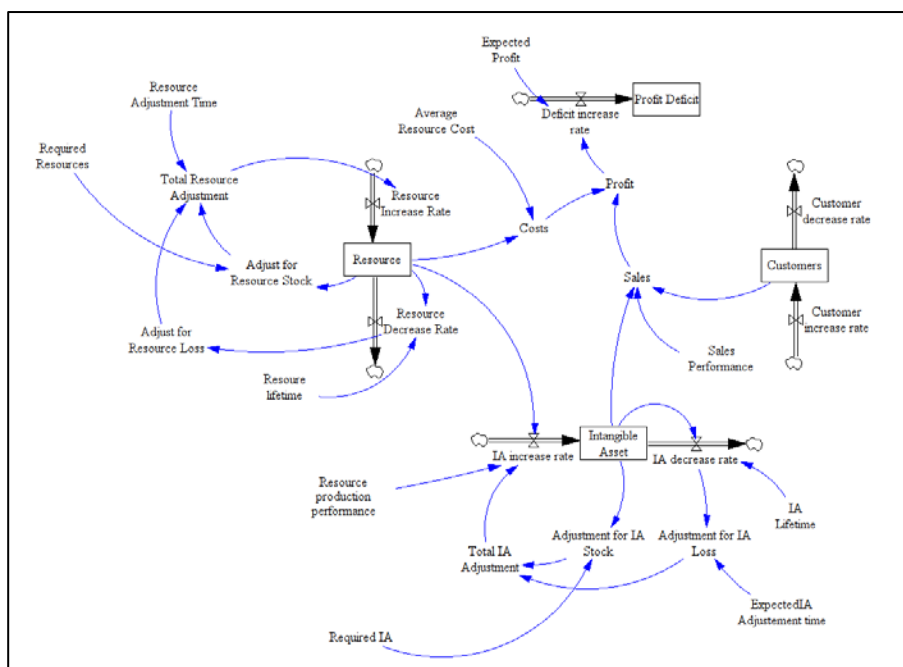 Expected
Profit
Profit Deficit
Deficit increase
rate
Resource
Adjustment Time
Average
Resource Cost
Required
Resources
Total Resource
Adjustment
Resource
Increase Rate
Profit
Customer
decrease rate
Costs
Adjust for
Resource Stock
Resource
Sales
Customers
Resource
Decrease Rate
Adjust for
Resource Loss
Customer
increase rate
Sales
Performance
Resoure
lifetime
IA increase rate
Intangible
Asset
IA decrease rate
Resource
production
performance
IA
Lifetime
Total IA
Adjustment
Adjustment for IA
Stock
Adjustment for IA
Loss
ExpectedIA
Adjustement time
Required IA